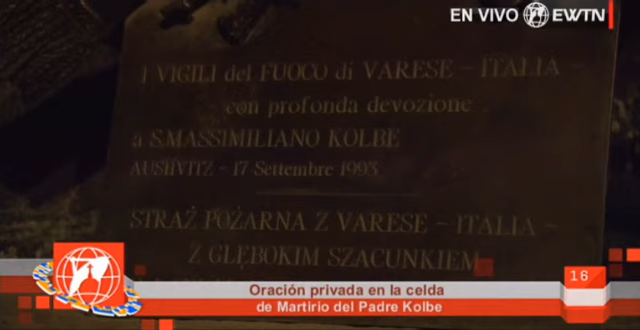 EN VIVO EWTN
I VIGILI del FUOCO di VARESE - ITALIA -
con profonda devozione
a S.MASSIMILIANO KOLBE
AUSHVITZ - 17 Settembre 1993
STRAŻ POŻARNA Z VARESE - ITALIA -
Z GŁĘBOKIM SZACUNKIEM
16
Oración privada en la celda
de Martirio del Padre Kolbe